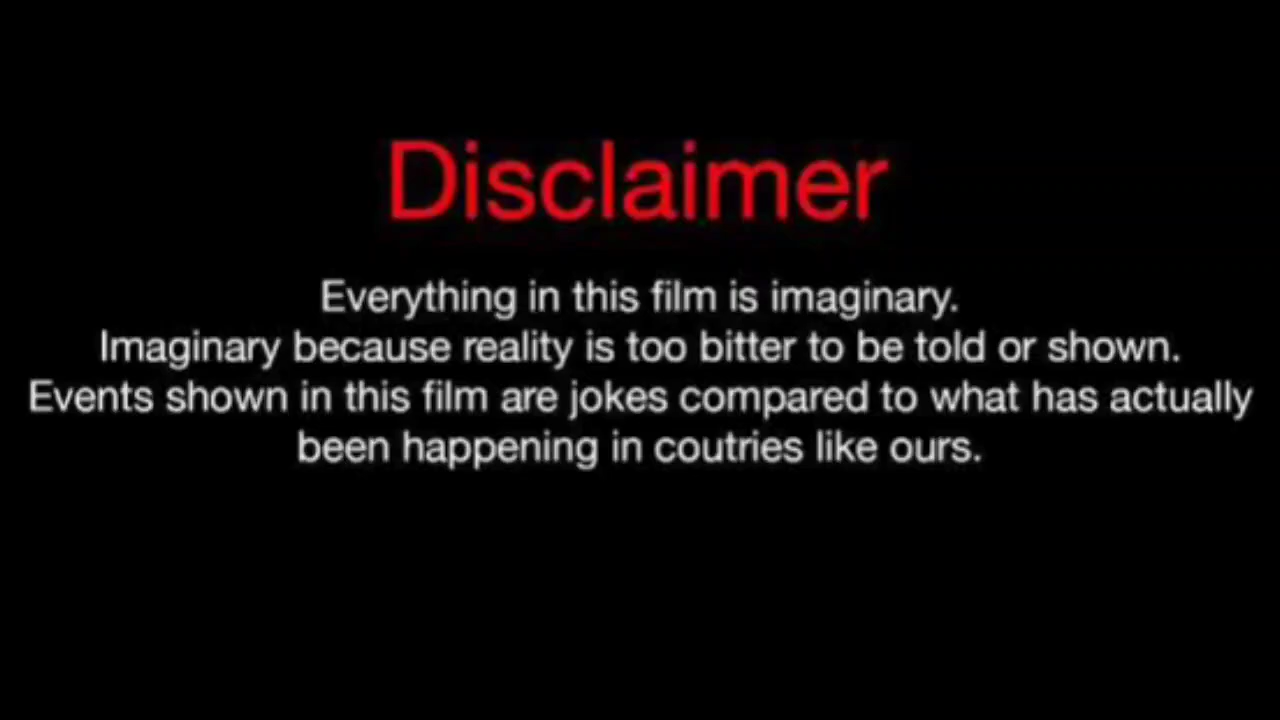 Disclaimer
Everything in this film is imaginary.
Imaginary because reality is too bitter to be told or shown.
Events shown in this film are jokes compared to what has actually
been happening in coutries like ours.